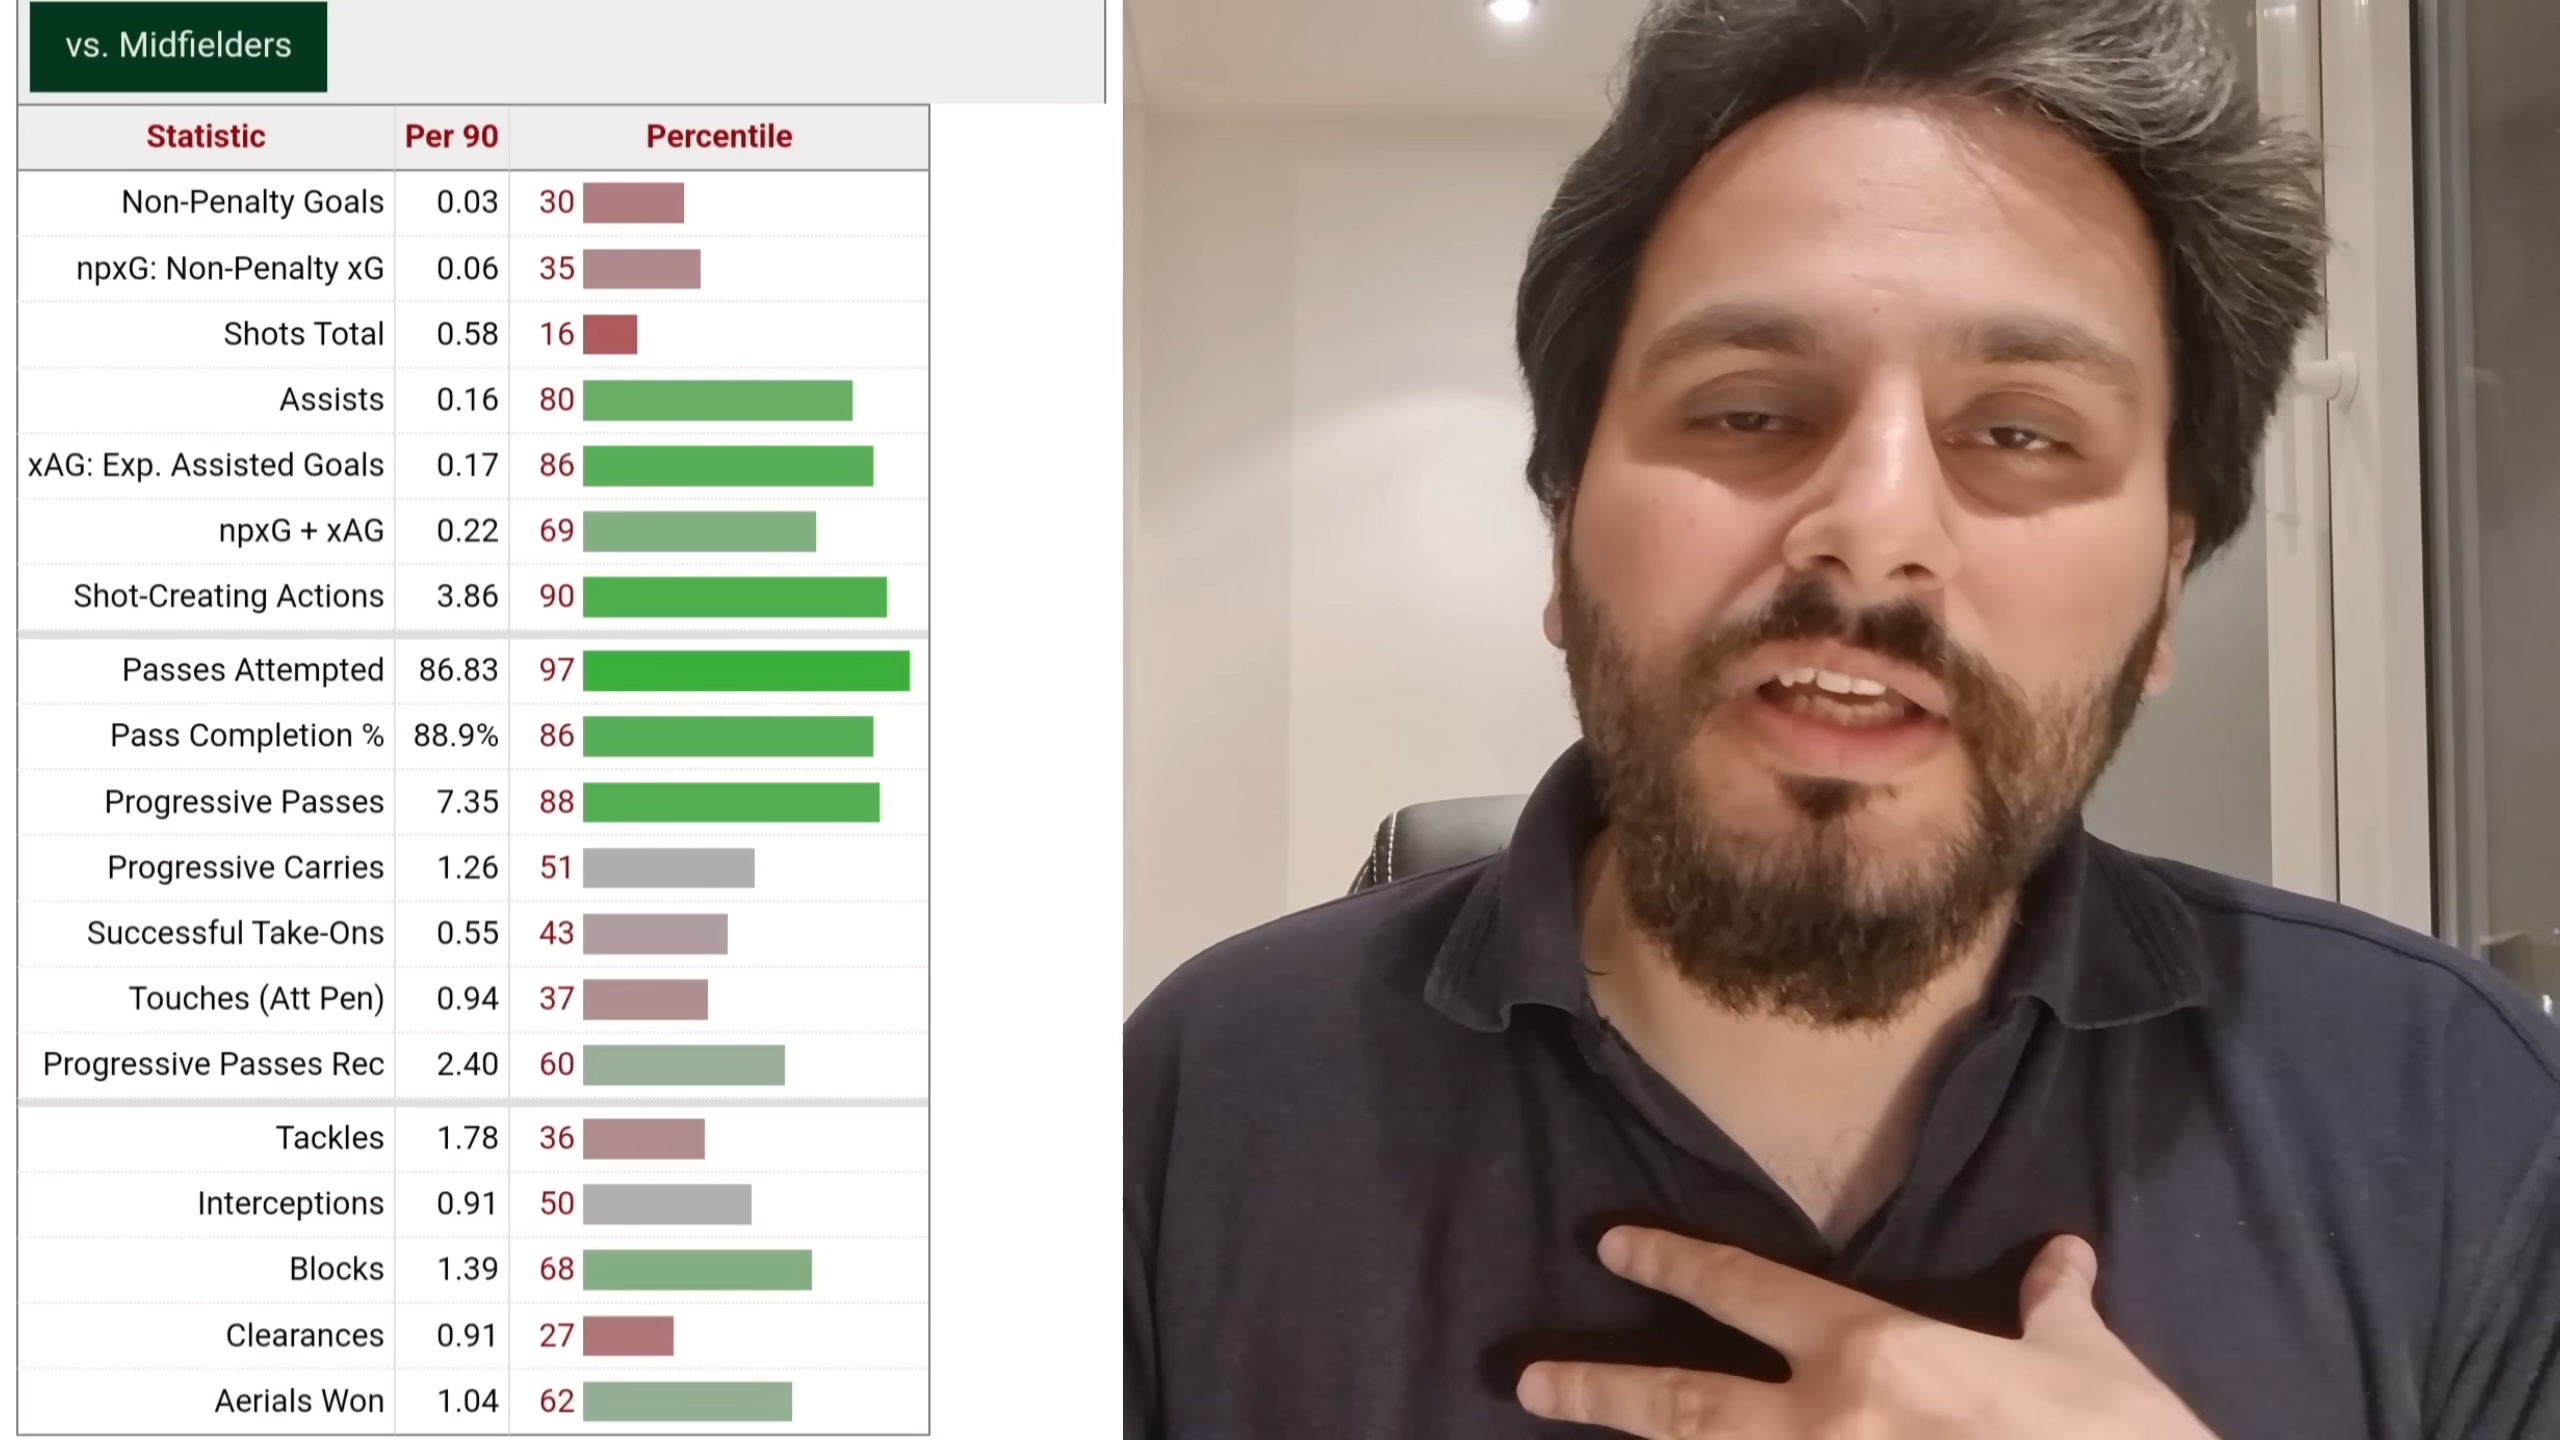 vs. Midfielders
Statistic Per 90 Percentile
Non-Penalty Goals 0.03 30
npxG: Non-Penalty xG 0.06 35
Shots Total 0.58 16
Assists 0.16 80
xAG: Exp. Assisted Goals 0.17 86
npxG + xAG 0.22 69
Shot-Creating Actions 3.86 90
Passes Attempted 86.83 97
Pass Completion % 88.9% 86
Progressive Passes 7.35 88
Progressive Carries 1.26 51
Successful Take-Ons 0.55 43
Touches (Att Pen) 0.94 37
Progressive Passes Rec 2.40 60
Tackles 1.78 36
Interceptions 0.91 50
Blocks 1.39 68
Clearances 0.91 27
Aerials Won 1.04 62